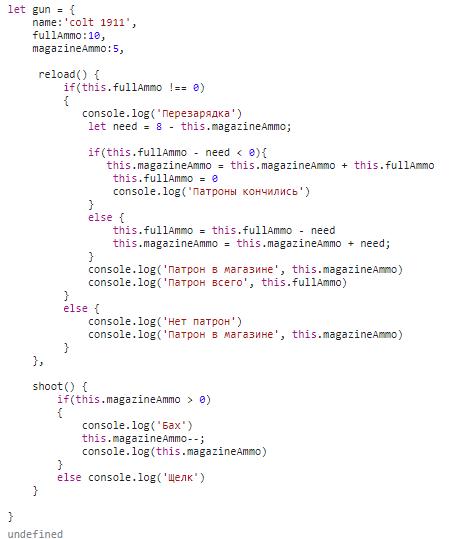 let gun = {
name:'colt 1911',
fullAmmo:10,
magazineAmmo:5,
reload() {
if(this.fullAmmo !== 0)
{
console.log('Перезарядка')
let need = 8 - this.magazineAmmo;
if(this.fullAmmo - need < 0){
this.magazineAmmo = this.magazineAmmo + this.fullAmmo
this.fullAmmo = 0
console.log('Патроны кончились')
}
else {
this.fullAmmo = this.fullAmmo - need
this.magazineAmmo = this.magazineAmmo + need;
}
console.log('Патрон в магазине', this.magazineAmmo)
console.log('Патрон всего', this.fullAmmo)
}
else {
console.log('Нет патрон')
console.log('Патрон в магазине', this.magazineAmmo)
}
},
shoot() {
if(this.magazineAmmo > 0)
{
console.log('Бах')
this.magazineAmmo--;
console.log(this.magazineAmmo)
}
else console.log('Щелк')
}
}
undefined